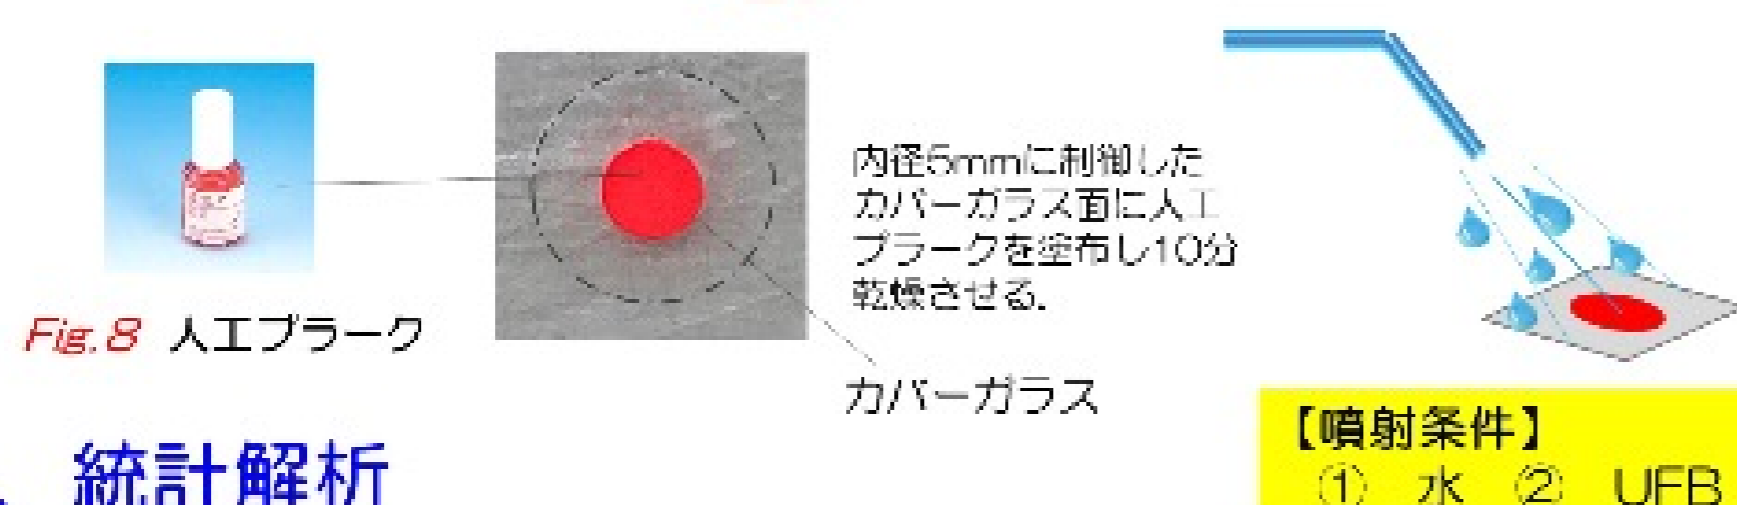 内径5mmに制御した
カバーガラス面に人工
プラークを塗布し10分
乾燥させる.
Fig.8 人工プラーク
カバーガラス
【噴射条件】
① 水 ② UFB
統計解析